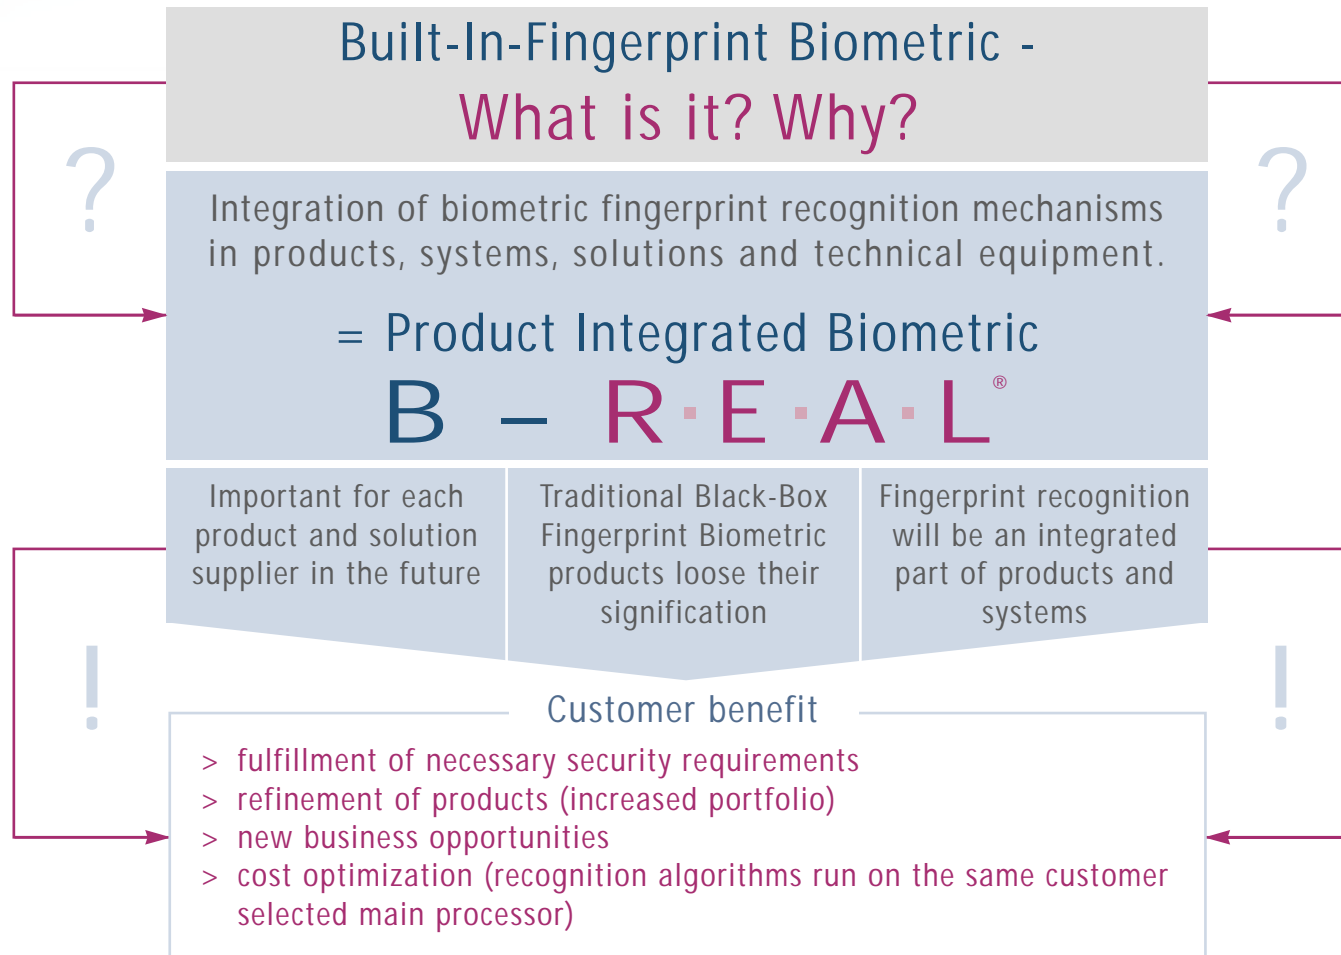 Built-In-Fingerprint Biometric -
What is it? Why?
?
?
Integration of biometric fingerprint recognition mechanisms
in products, systems, solutions and technical equipment.
= Product Integrated Biometric
B – R·E·A·L®
Important for each
product and solution
supplier in the future
Traditional Black-Box
Fingerprint Biometric
products loose their
signification
Fingerprint recognition
will be an integrated
part of products and
systems
!
!
Customer benefit
> fulfillment of necessary security requirements
> refinement of products (increased portfolio)
> new business opportunities
> cost optimization (recognition algorithms run on the same customer
selected main processor)